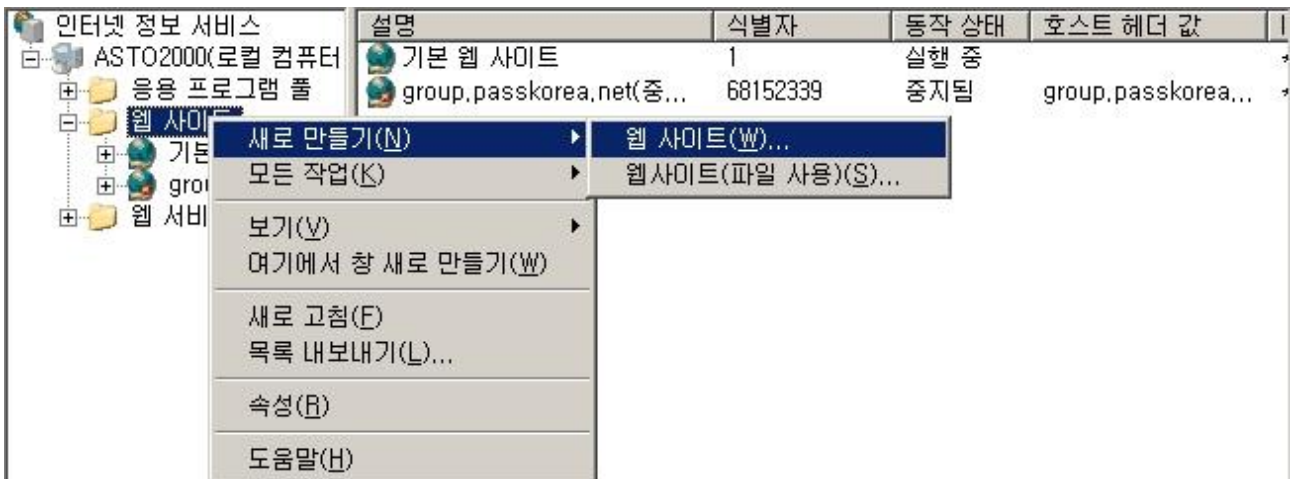 인터넷 정보 서비스
ASTO2000(로컬 컴퓨터
응용 프로그램 풀
웹 사이트
기본
grou
웹 서비
설명 식별자 동작 상태 호스트 헤더 값
기본 웹 사이트 1 실행 중
group.passkorea.net(중... 68152339 중지됨 group.passkorea...
새로 만들기(N)
모든 작업(K)
보기(V)
여기에서 창 새로 만들기(W)
새로 고침(F)
목록 내보내기(L)...
속성(R)
도움말(H)
웹 사이트(W)...
웹사이트(파일 사용)(S)...